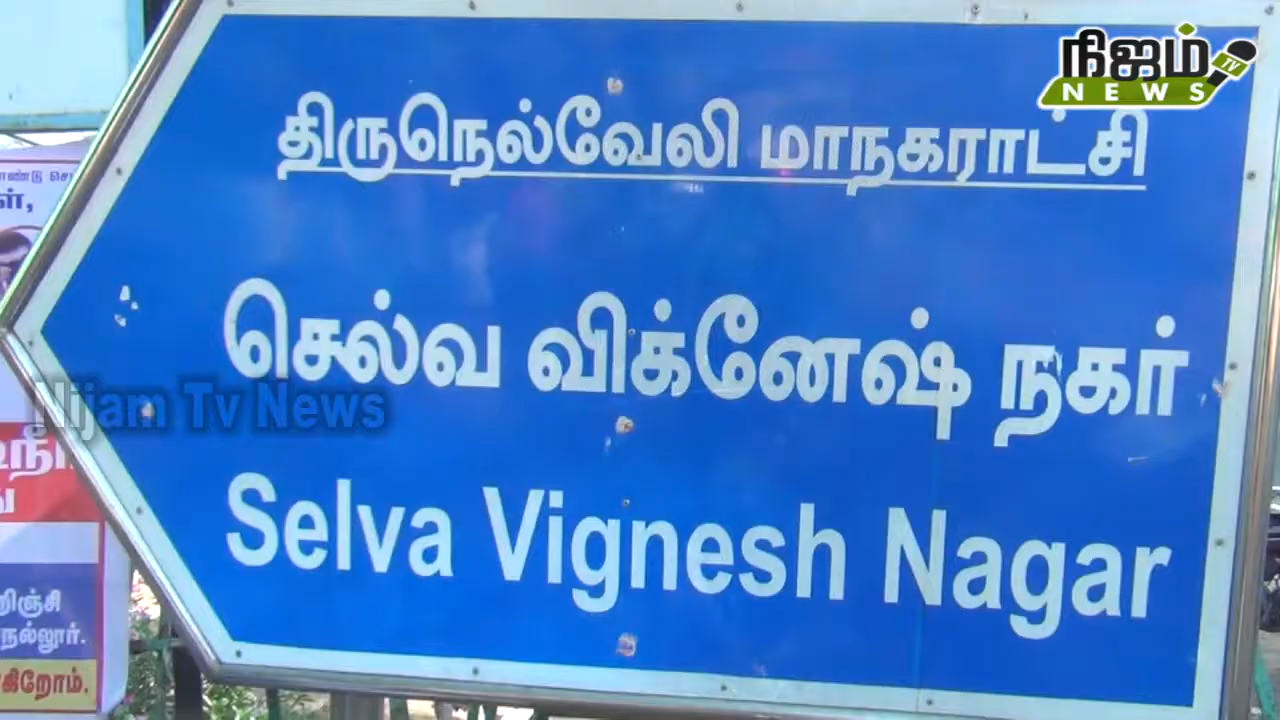 நிஜம்
TV
NEWS
திருநெல்வேலி மாநகராட்சி
செல்வ விக்னேஷ் நகர்
Selva Vignesh Nagar
Nijam Tv News